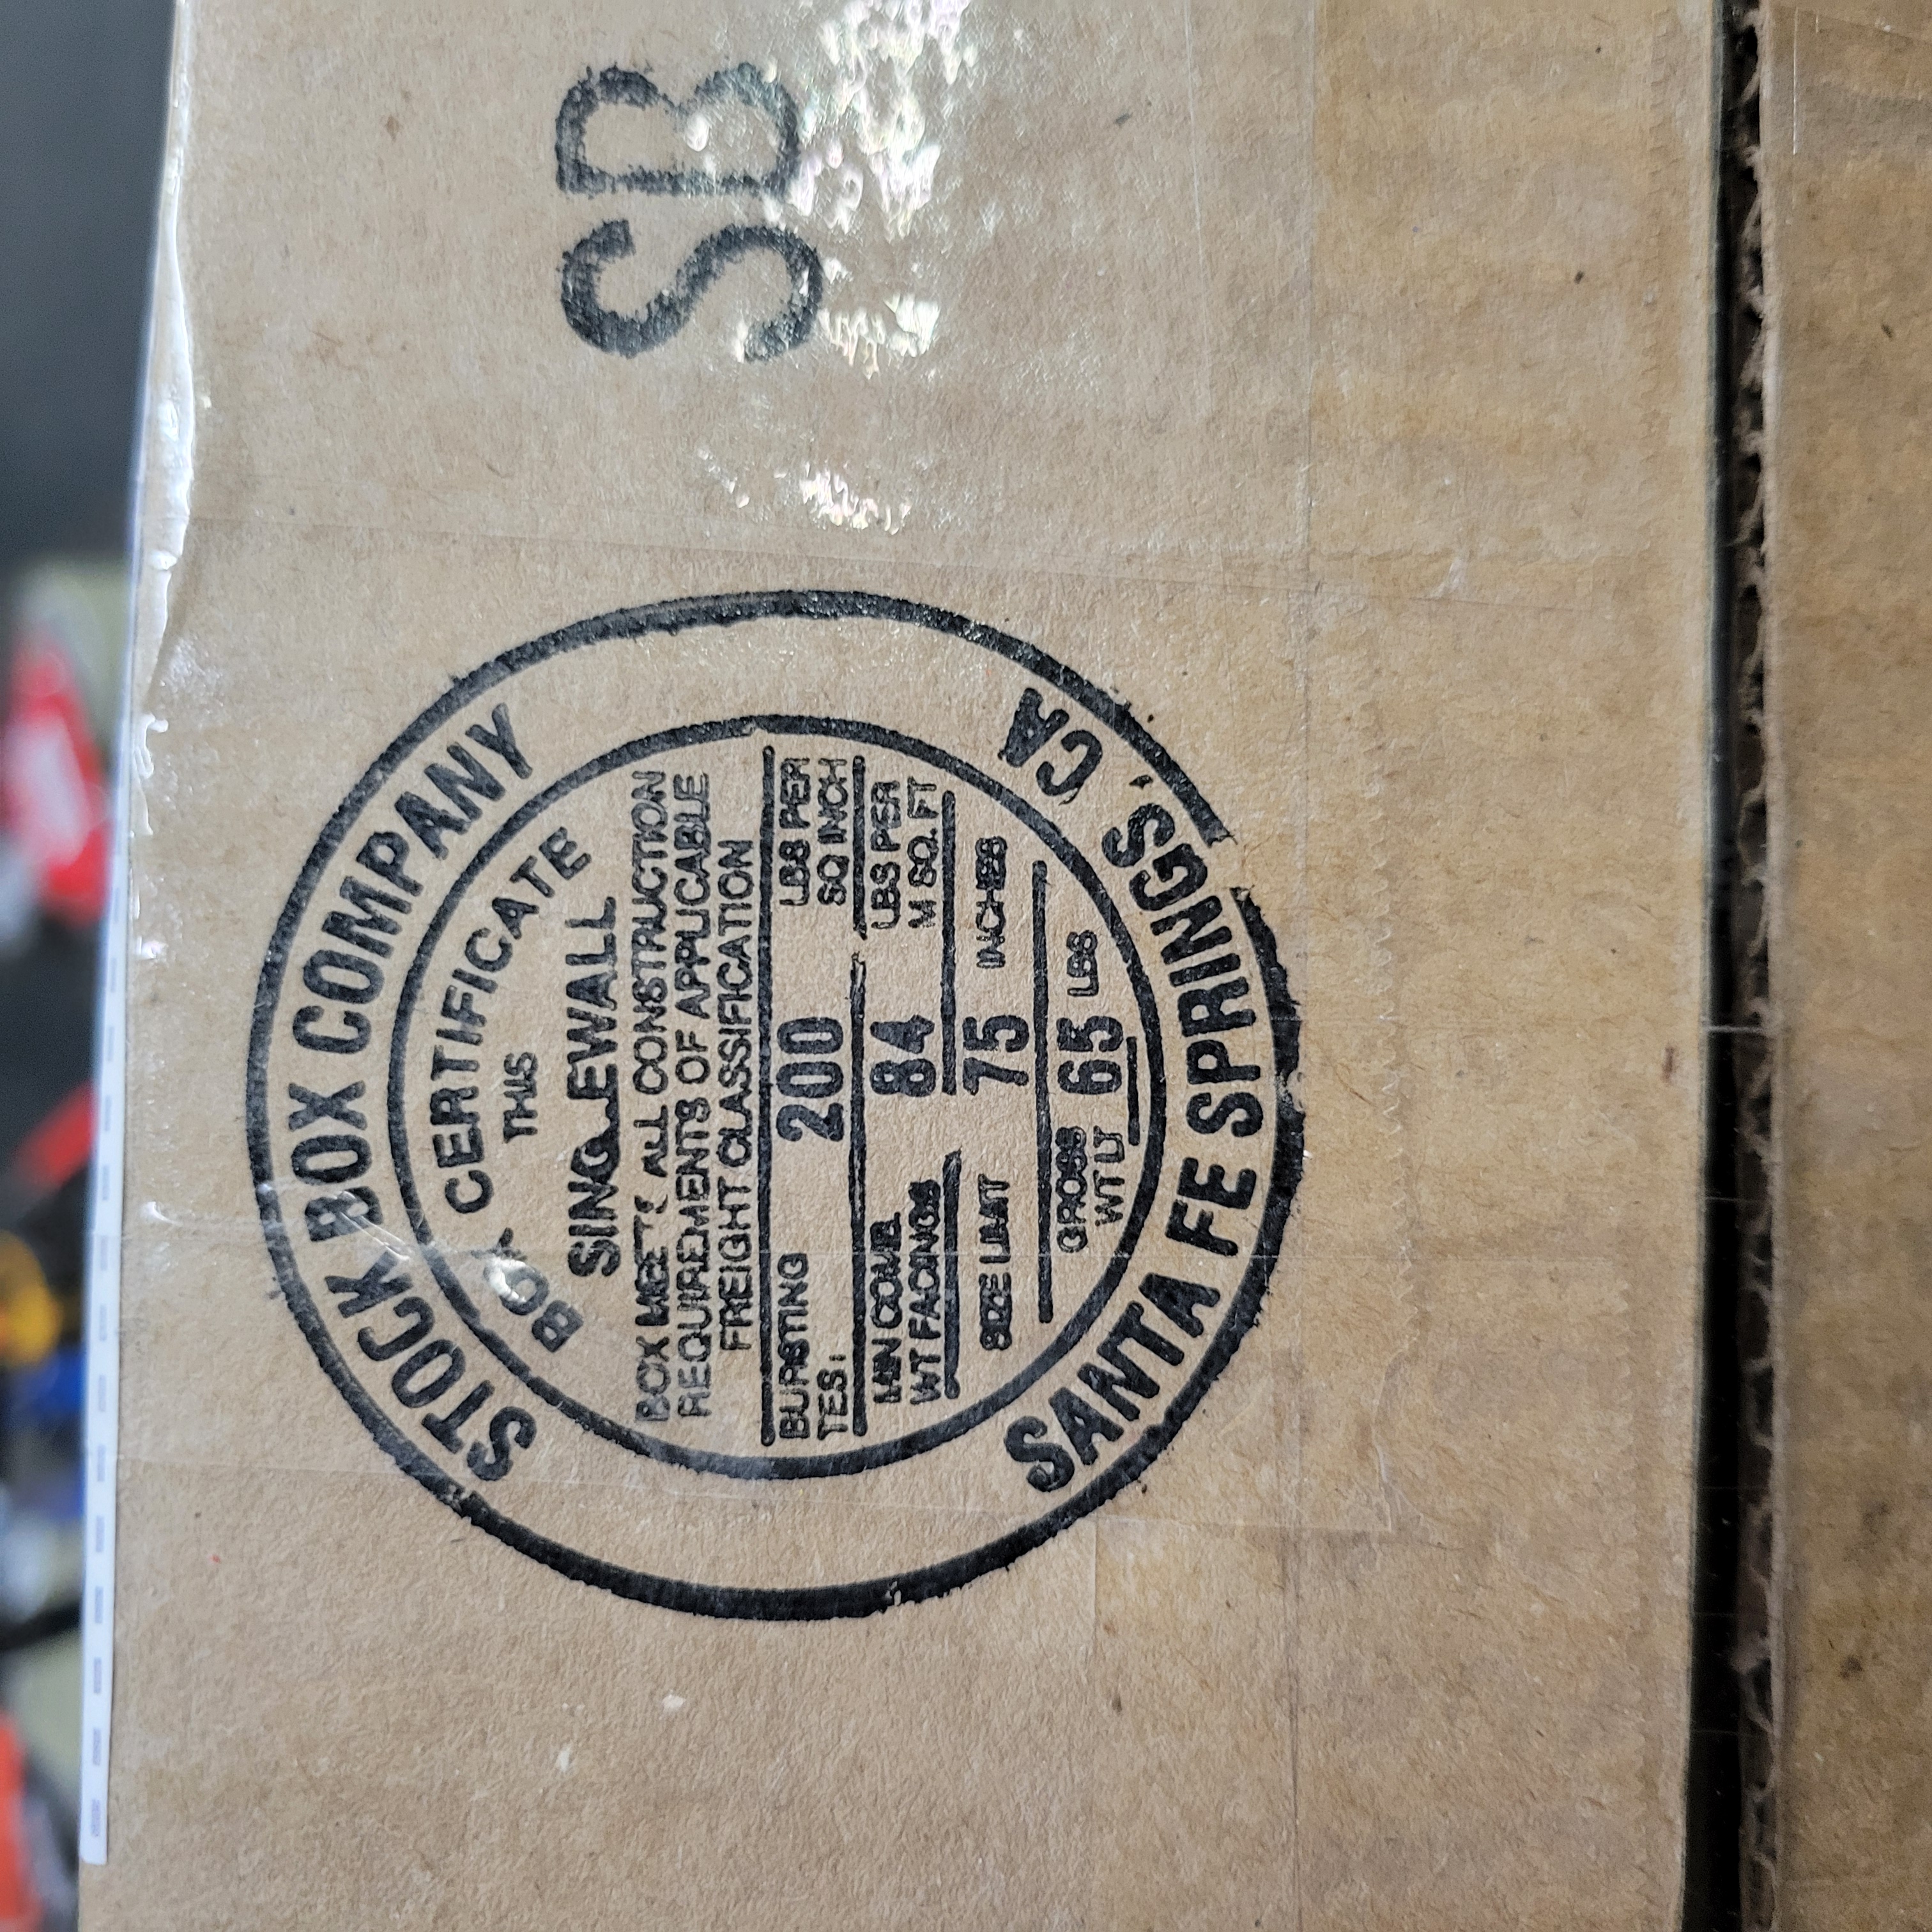 STOCK BOX COMPANY
CERTIFICATE
THIS
SINGLEWALL
BOX MEETS ALL CONSTRUCTION
REQUIREMENTS OF APPLICABLE
FREIGHT CLASSIFICATION
BURSTING TEST 200 LBS PER SQ INCH
MIN COMB. WT FACINGS 84 LBS PER M SQ. FT
SIZE LIMIT 75 INCHES
GROSS WT LT 65 LBS
SANTA FE SPRINGS, CA
SB